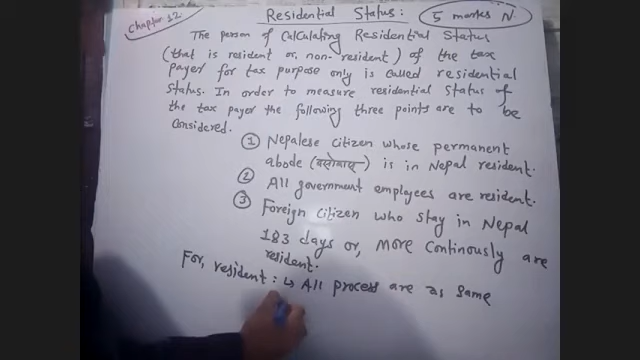 Chapter 12
Residential Status:
5 marks N.
The person of Calculating Residential Status
(that is resident or, non-resident) of the tax
payer for tax purpose only is called residential
status. In order to measure residential status of
the tax payer the following three points are to be
Considered.
① Nepalese citizen whose permanent
abode (बसोबास) is in Nepal resident.
② All government employees are resident.
③ Foreign citizen who stay in Nepal
183 days or, more continously are
resident.
For, resident: ↳ All process are as same